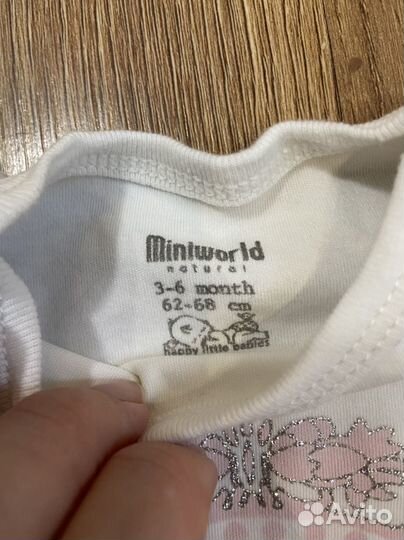 Miniworld
natural
3-6 month
62-68 cm
happy little babies
Avito